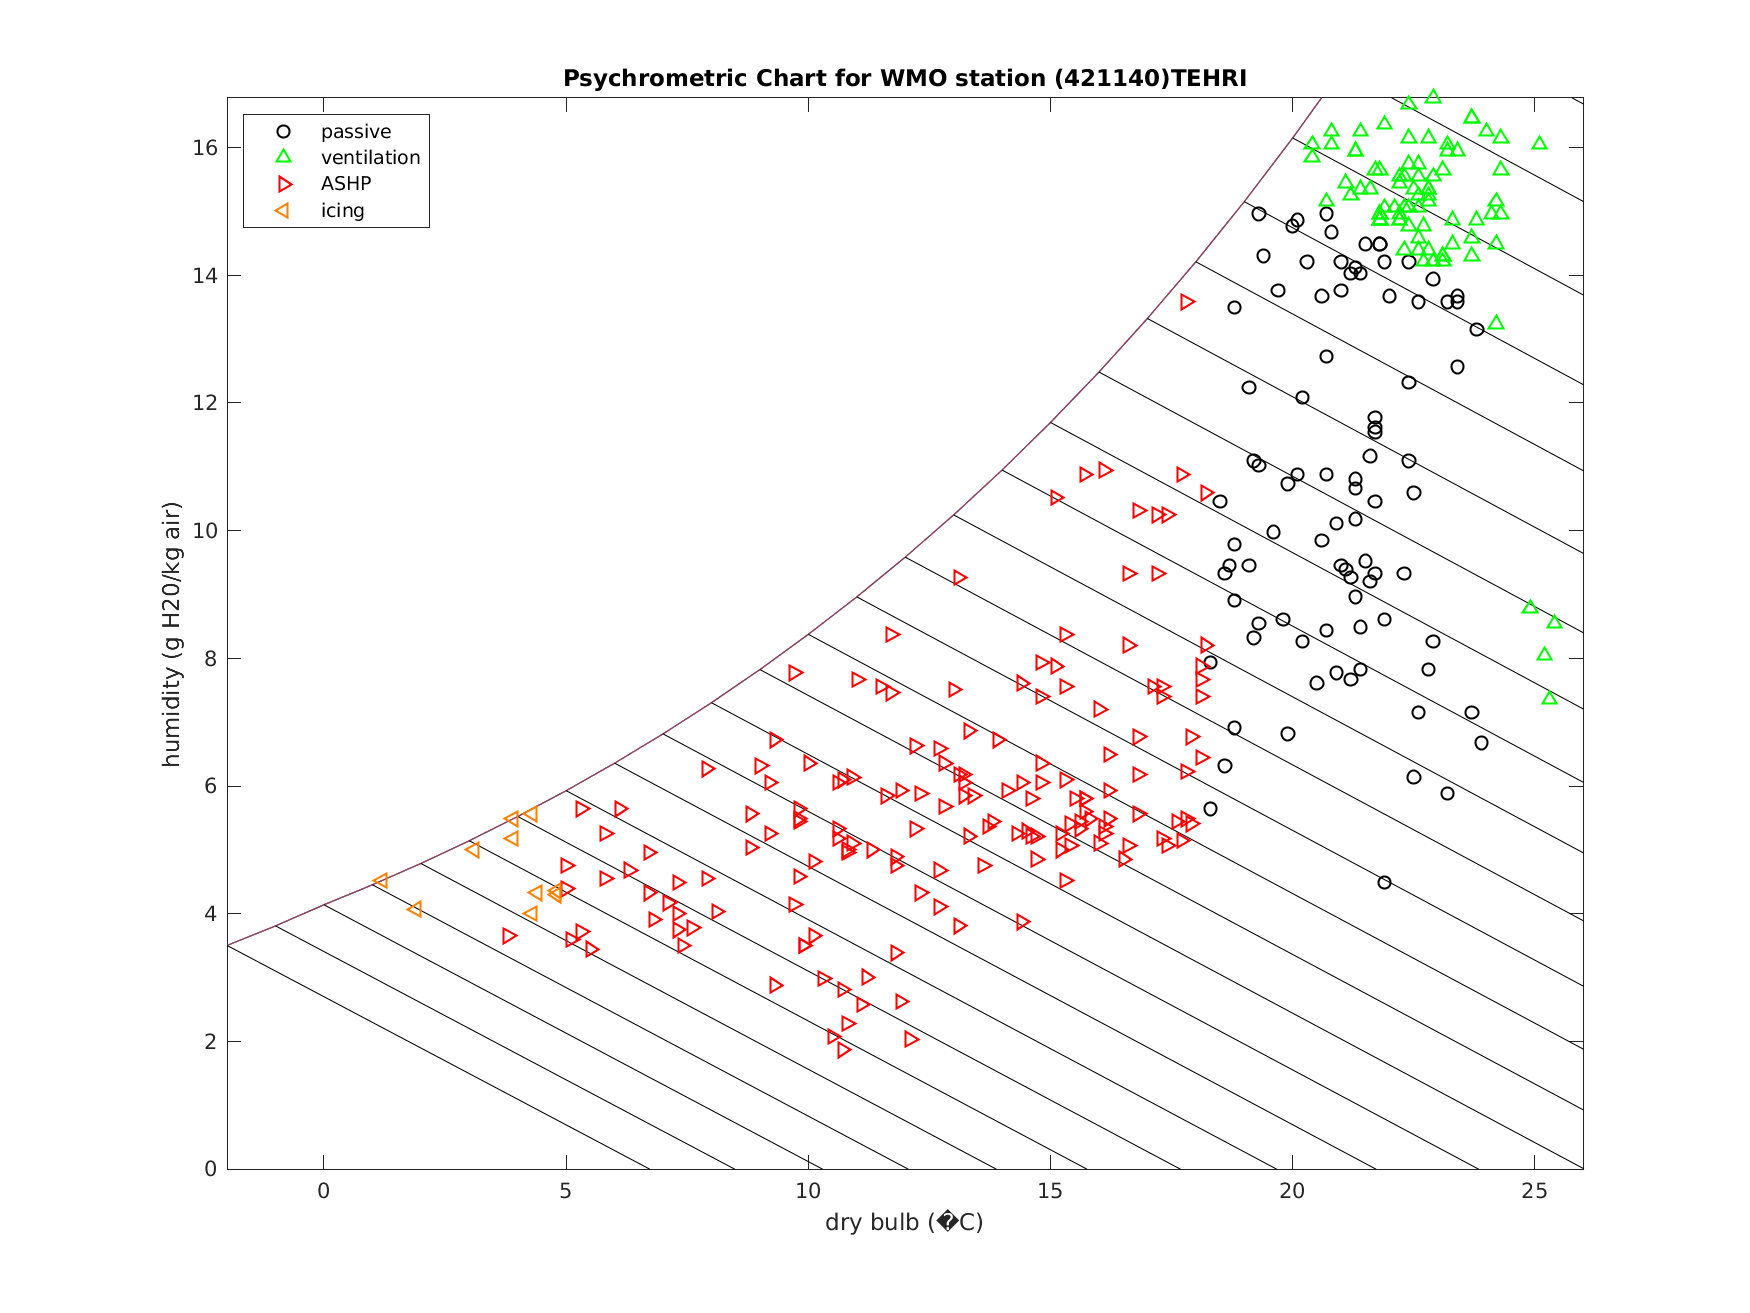 Psychrometric Chart for WMO station (421140)TEHRI
passive
ventilation
ASHP
icing
humidity (g H20/kg air)
16
14
12
10
8
6
4
2
0
0 5 10 15 20 25
dry bulb (�C)